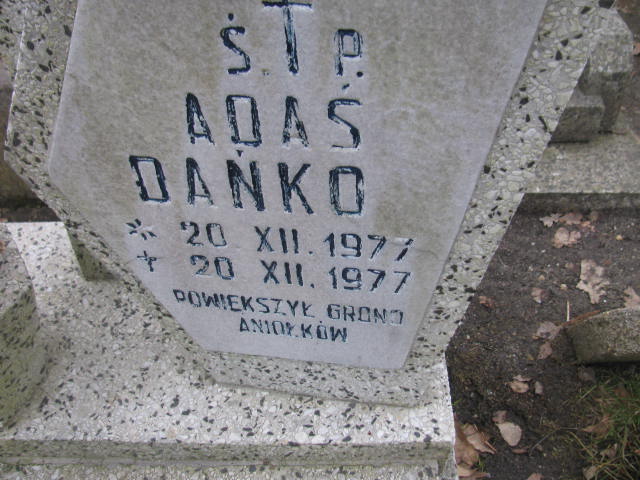 Ś. P.
ADAŚ
DAŃKO
* 20 XII. 1977
+ 20 XII. 1977
POWIEKSZYŁ GRONO
ANIOŁKÓW